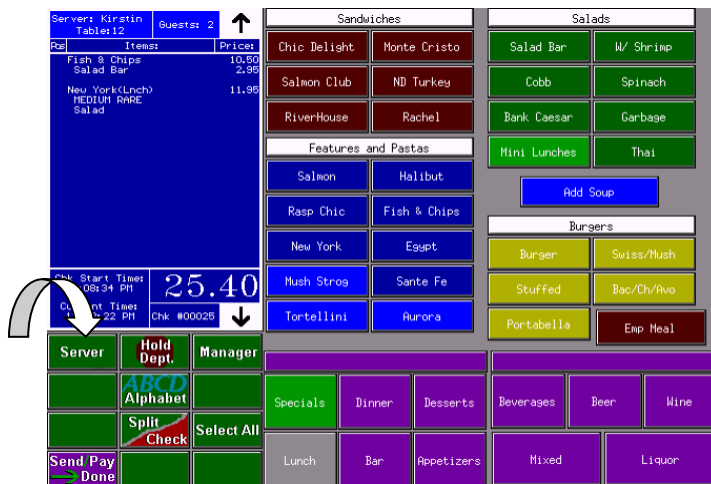 Server: Kirstin
Table:12
Guests: 2
Pos Items: Price:
Fish & Chips 10.50
Salad Bar 2.95
New York(Lnch) 11.95
MEDIUM RARE
Salad
Start Time:
08:34 PM
Time:
22 PM
25.40
Chk #00025
Sandwiches
Chic Delight
Monte Cristo
Salmon Club
ND Turkey
RiverHouse
Rachel
Features and Pastas
Salmon
Halibut
Rasp Chic
Fish & Chips
New York
Egypt
Mush Strog
Sante Fe
Tortellini
Aurora
Salads
Salad Bar
W/ Shrimp
Cobb
Spinach
Bank Caesar
Garbage
Mini Lunches
Thai
Add Soup
Burgers
Burger
Swiss/Mush
Stuffed
Bac/Ch/Avo
Portabella
Emp Meal
Server
Hold
Dept.
Manager
ABCD
Alphabet
Split
Check
Select All
Send/Pay
Done
Specials
Dinner
Desserts
Lunch
Bar
Appetizers
Beverages
Beer
Wine
Mixed
Liquor